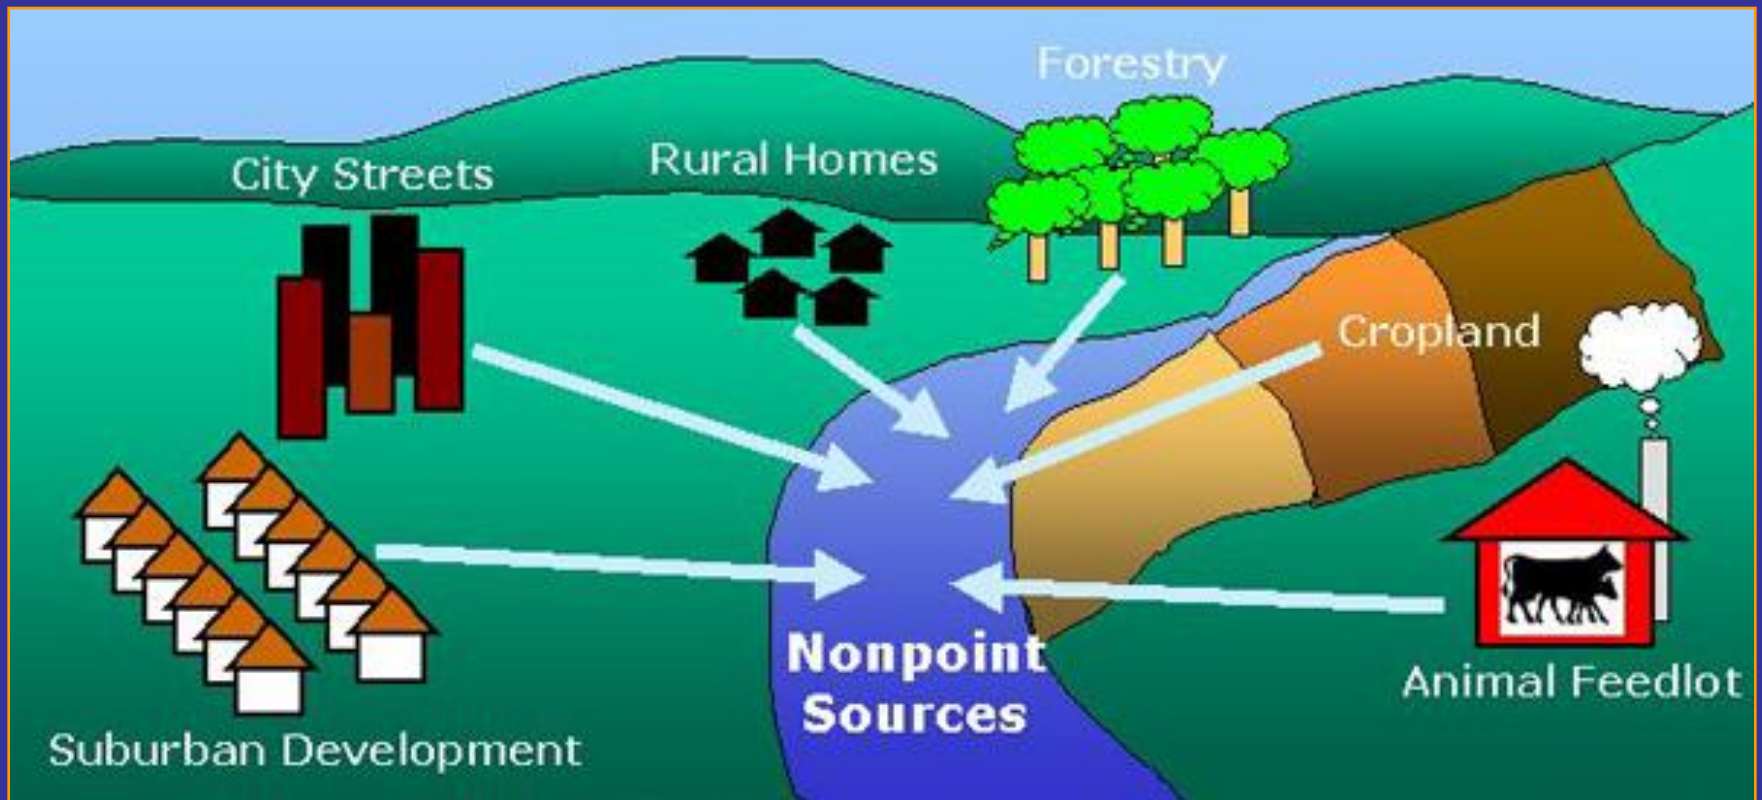 Forestry
Rural Homes
City Streets
Cropland
Nonpoint
Sources
Animal Feedlot
Suburban Development